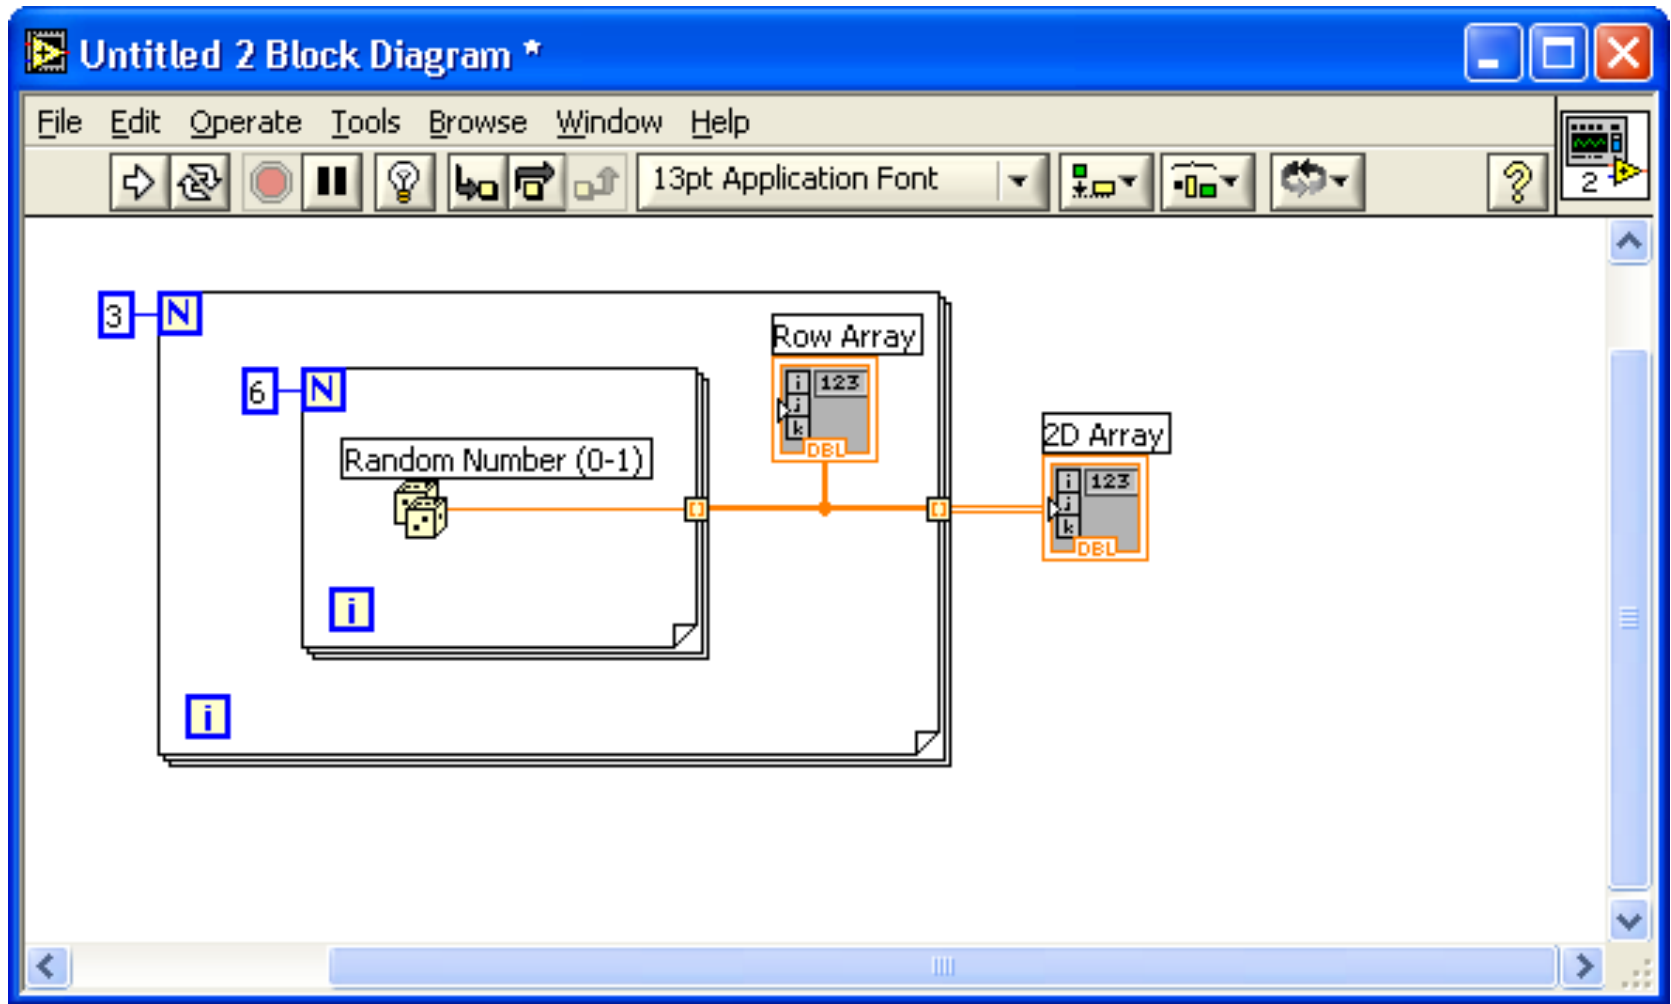 Untitled 2 Block Diagram *
File Edit Operate Tools Browse Window Help
13pt Application Font
?
2
3
N
Row Array
6
N
i 123
j
k
DBL
2D Array
Random Number (0-1)
i 123
j
k
DBL
i
i